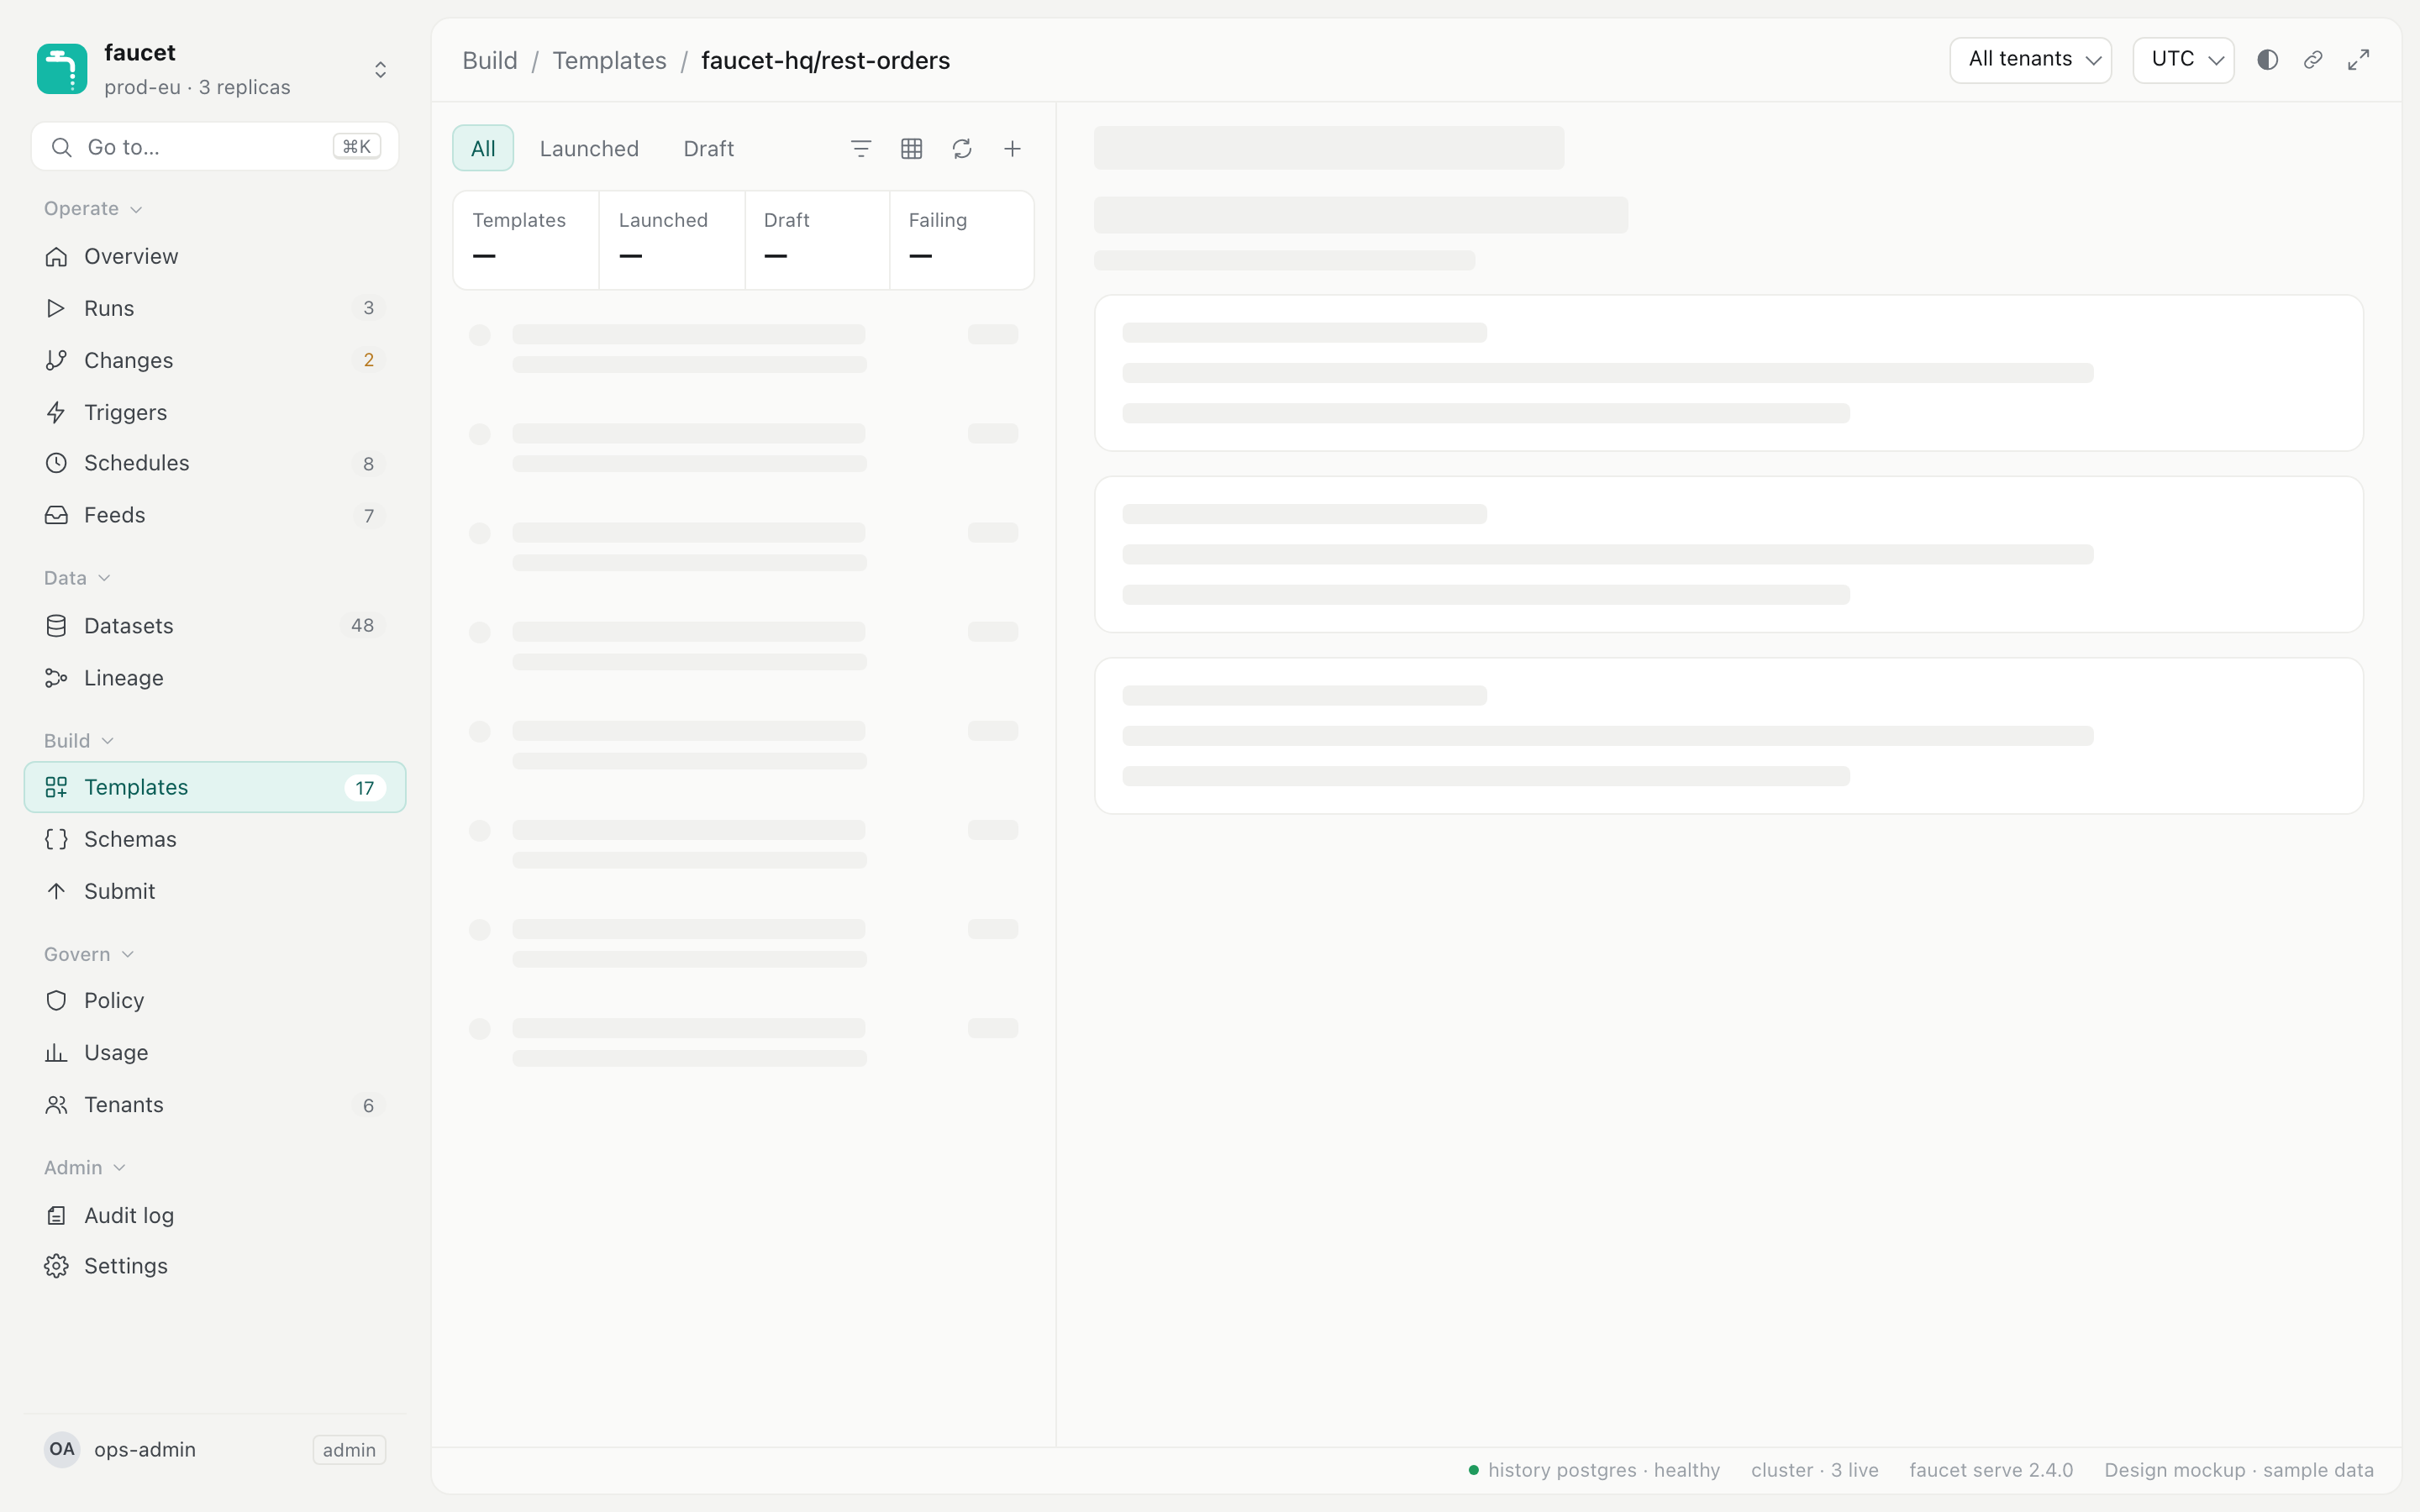 faucet
prod-eu · 3 replicas
Go to...
⌘K
Operate
Overview
Runs 3
Changes 2
Triggers
Schedules 8
Feeds 7
Data
Datasets 48
Lineage
Build
Templates 17
Schemas
Submit
Govern
Policy
Usage
Tenants 6
Admin
Audit log
Settings
OA ops-admin admin
Build / Templates / faucet-hq/rest-orders
All tenants UTC
All Launched Draft
Templates Launched Draft Failing
— — — —
history postgres · healthy cluster · 3 live faucet serve 2.4.0 Design mockup · sample data